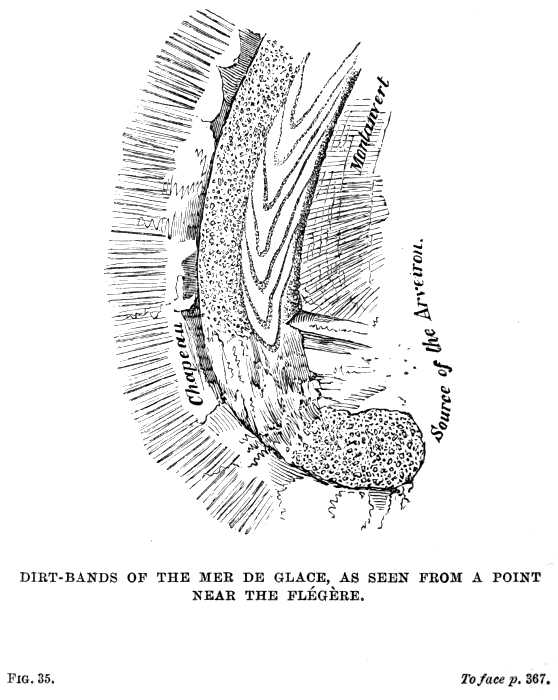 Montanvert
Chapeau
Source of the Arveiron.
DIRT-BANDS OF THE MER DE GLACE, AS SEEN FROM A POINT
NEAR THE FLÉGÈRE.
FIG. 35.
To face p. 367.